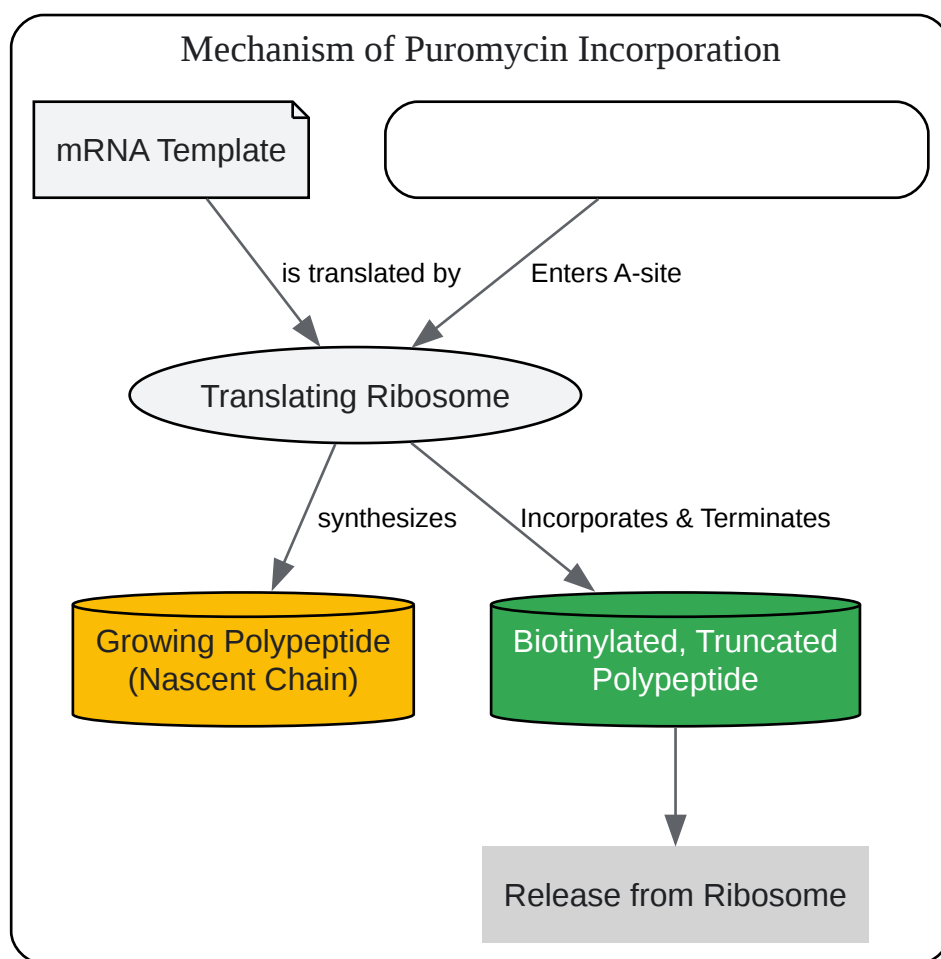 Mechanism of Puromycin Incorporation
mRNA Template
is translated by
Enters A-site
Translating Ribosome
synthesizes
Incorporates & Terminates
Growing Polypeptide
(Nascent Chain)
Biotinylated, Truncated
Polypeptide
Release from Ribosome